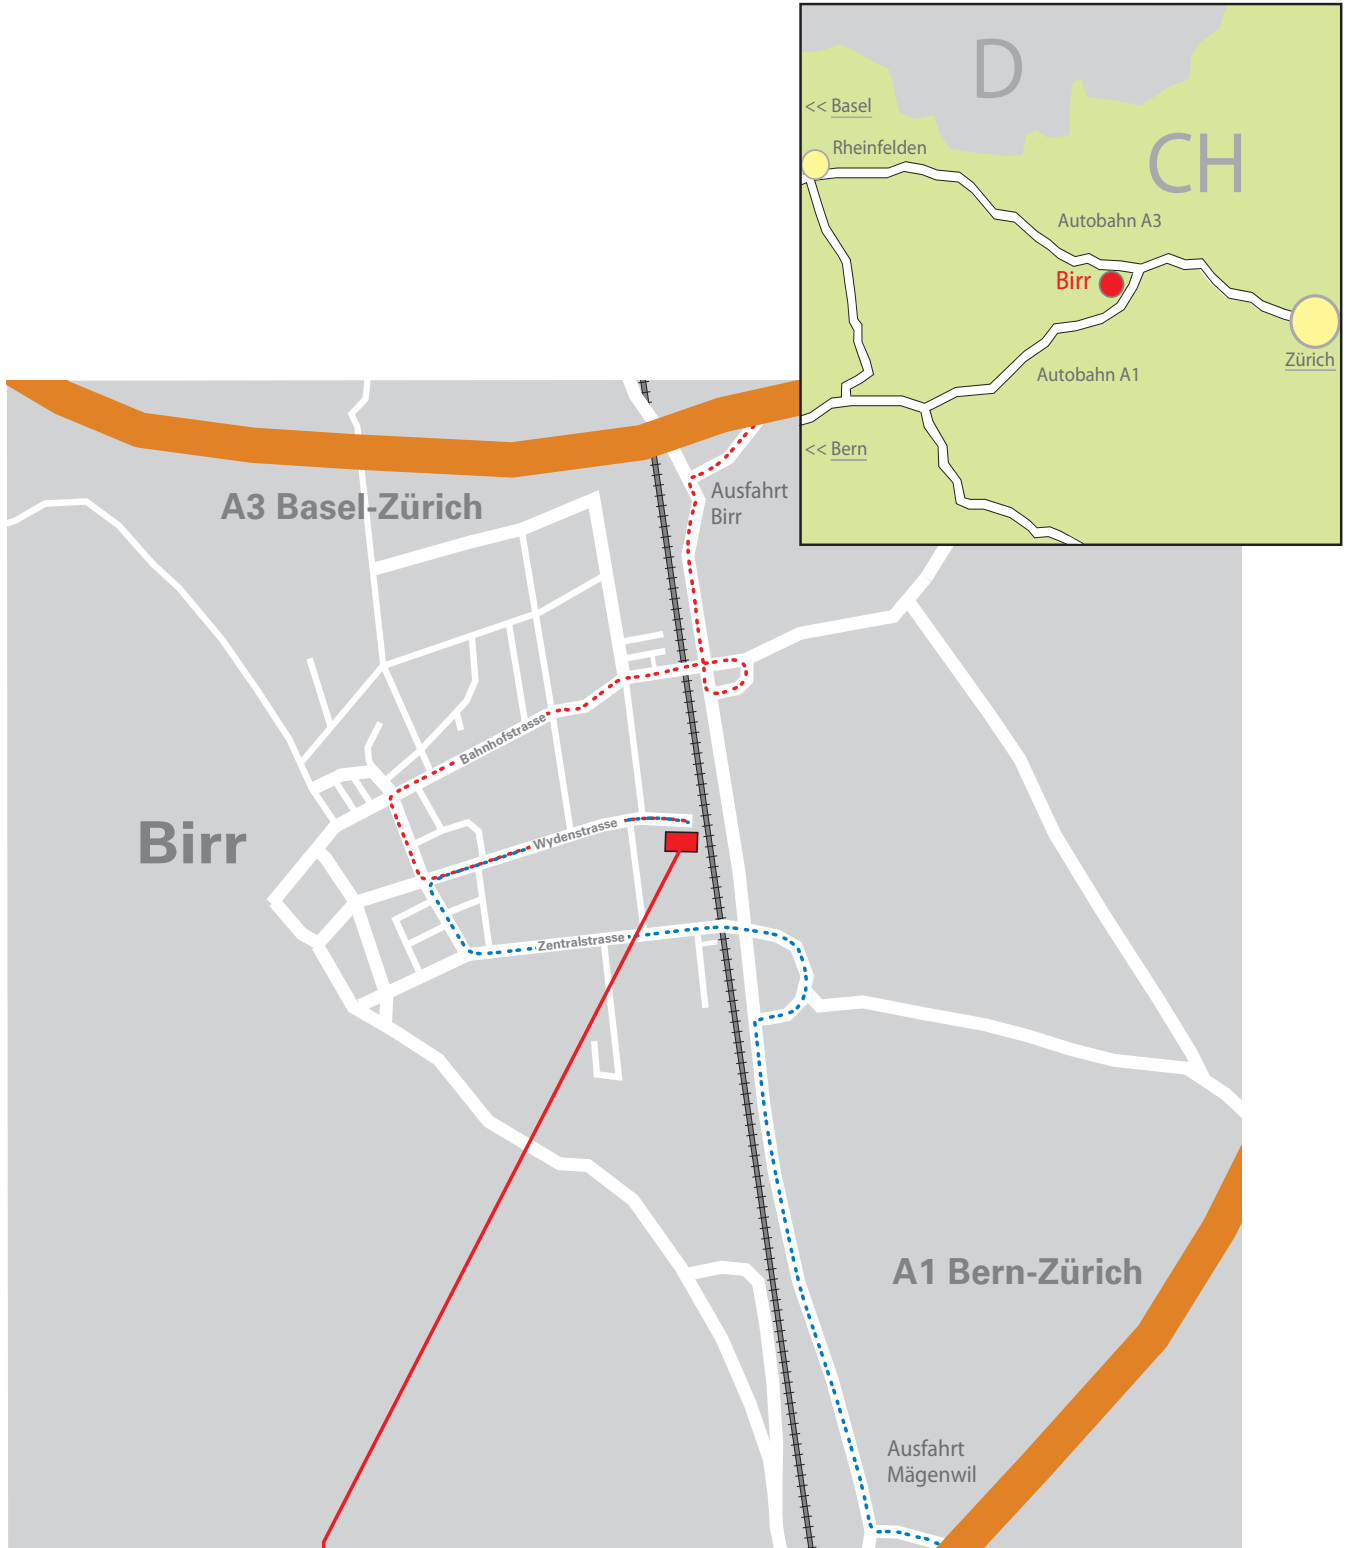 D
<< Basel
CH
Rheinfelden
Autobahn A3
Birr
Zürich
Autobahn A1
<< Bern
A3 Basel-Zürich
Ausfahrt
Birr
Bahnhofstrasse
Birr
Wydenstrasse
Zentralstrasse
A1 Bern-Zürich
Ausfahrt
Mägenwil